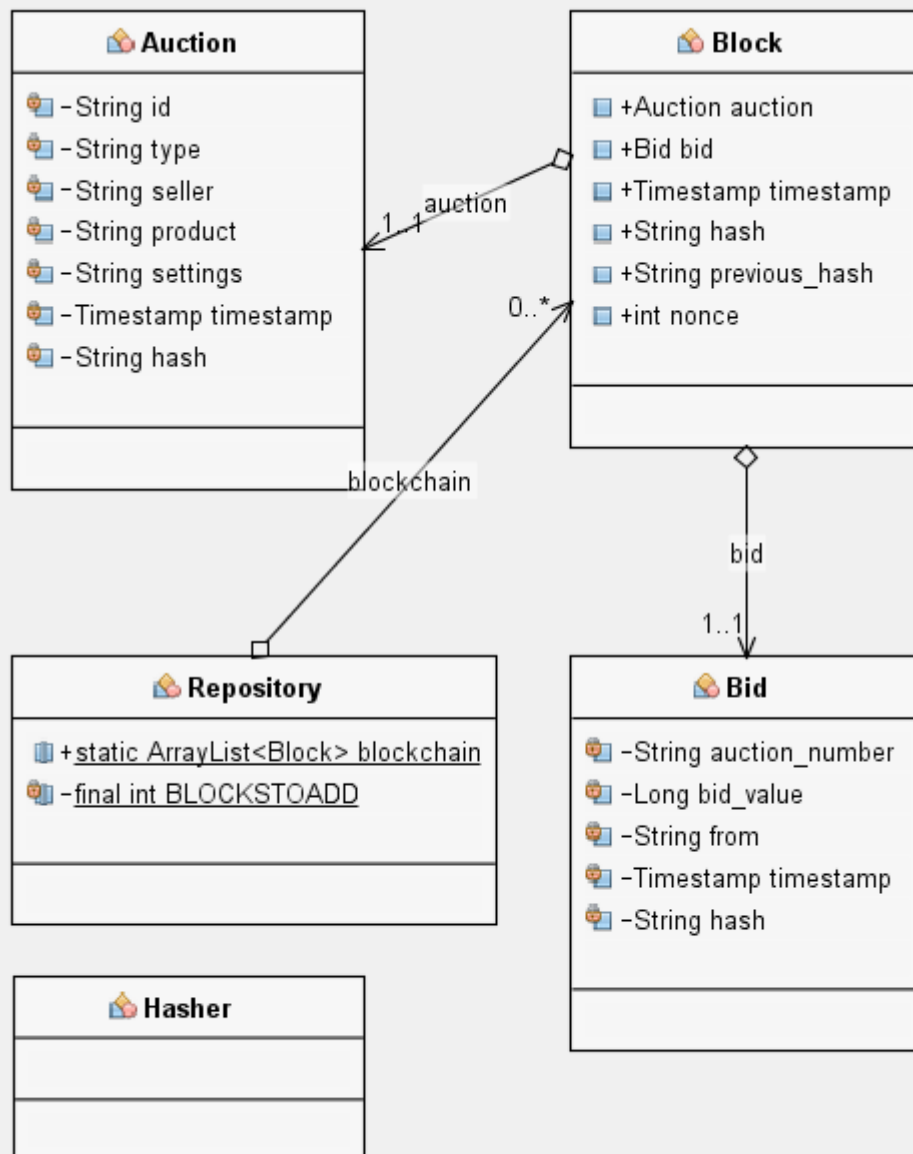 Auction
-String id
-String type
-String seller
-String product
-String settings
-Timestamp timestamp
-String hash
Block
+Auction auction
+Bid bid
+Timestamp timestamp
+String hash
+String previous_hash
+int nonce
auction
1..1
0..*
blockchain
bid
1..1
Repository
+static ArrayList<Block> blockchain
-final int BLOCKSTOADD
Bid
-String auction_number
-Long bid_value
-String from
-Timestamp timestamp
-String hash
Hasher